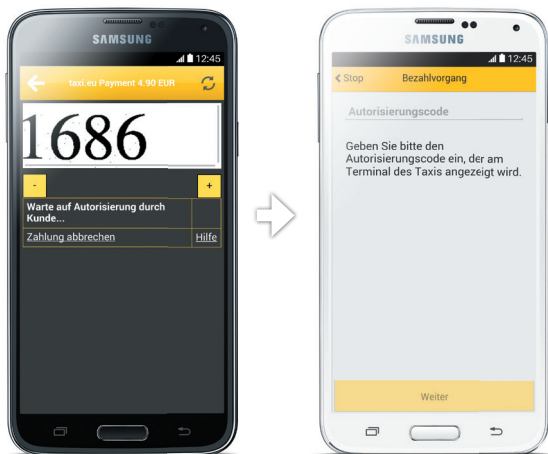 SAMSUNG
12:45
taxi.eu Payment 4.90 EUR
1686
-
+
Warte auf Autorisierung durch
Kunde...
Zahlung abbrechen
Hilfe
SAMSUNG
12:45
Stop
Bezahlvorgang
Autorisierungscode
Geben Sie bitte den
Autorisierungscode ein, der am
Terminal des Taxis angezeigt wird.
Weiter